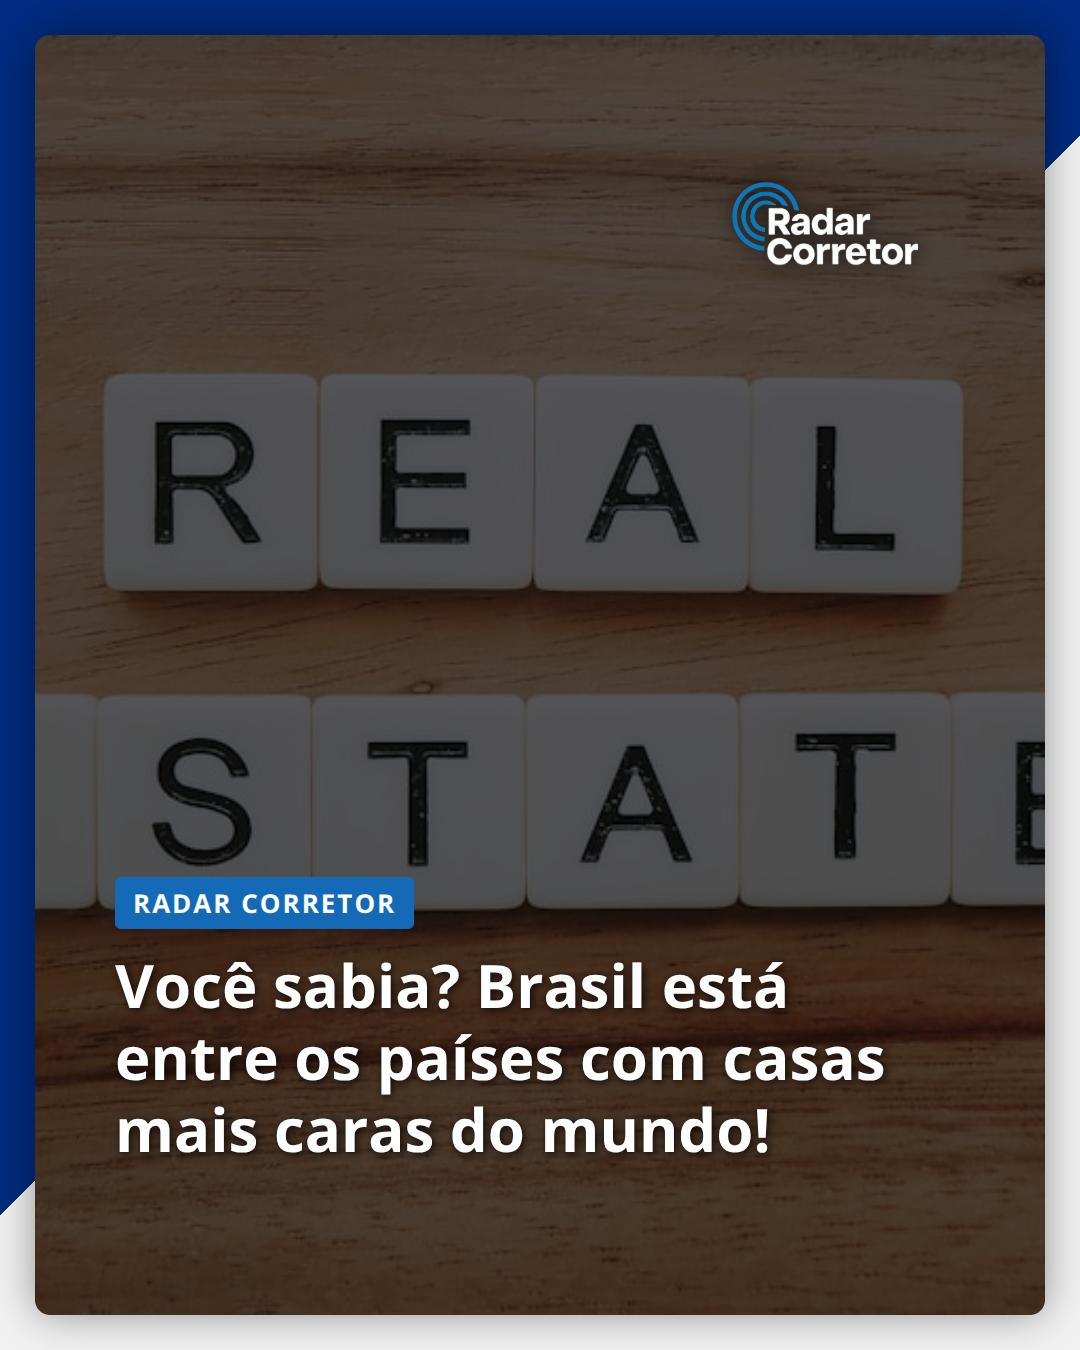 Radar
Corretor
REAL
STATE
RADAR CORRETOR
Você sabia? Brasil está
entre os países com casas
mais caras do mundo!